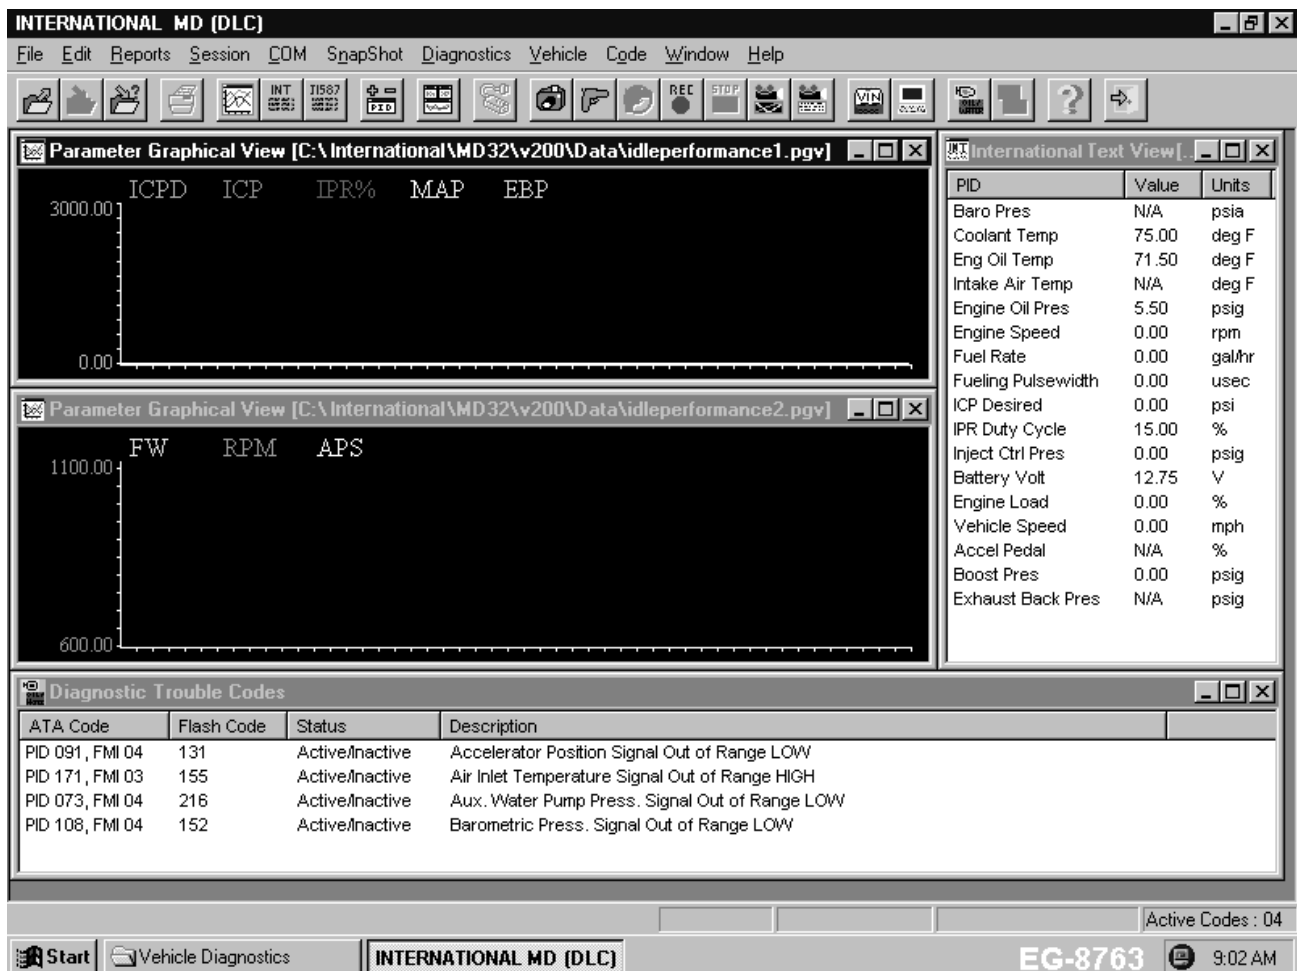 INTERNATIONAL MD (DLC)
File Edit Reports Session COM SnapShot Diagnostics Vehicle Code Window Help
INT TI587 PID REC STOP VIN
Parameter Graphical View [C:\International\MD32\v200\Data\idleperformance1.pgv]
ICPD ICP IPR% MAP EBP
3000.00
0.00
Parameter Graphical View [C:\International\MD32\v200\Data\idleperformance2.pgv]
FW RPM APS
1100.00
600.00
International Text View[..
PID Value Units
Baro Pres N/A psia
Coolant Temp 75.00 deg F
Eng Oil Temp 71.50 deg F
Intake Air Temp N/A deg F
Engine Oil Pres 5.50 psig
Engine Speed 0.00 rpm
Fuel Rate 0.00 gal/hr
Fueling Pulsewidth 0.00 usec
ICP Desired 0.00 psi
IPR Duty Cycle 15.00 %
Inject Ctrl Pres 0.00 psig
Battery Volt 12.75 V
Engine Load 0.00 %
Vehicle Speed 0.00 mph
Accel Pedal N/A %
Boost Pres 0.00 psig
Exhaust Back Pres N/A psig
Diagnostic Trouble Codes
ATA Code Flash Code Status Description
PID 091, FMI 04 131 Active/Inactive Accelerator Position Signal Out of Range LOW
PID 171, FMI 03 155 Active/Inactive Air Inlet Temperature Signal Out of Range HIGH
PID 073, FMI 04 216 Active/Inactive Aux. Water Pump Press. Signal Out of Range LOW
PID 108, FMI 04 152 Active/Inactive Barometric Press. Signal Out of Range LOW
Active Codes : 04
Start Vehicle Diagnostics INTERNATIONAL MD (DLC) EG-8763 9:02 AM